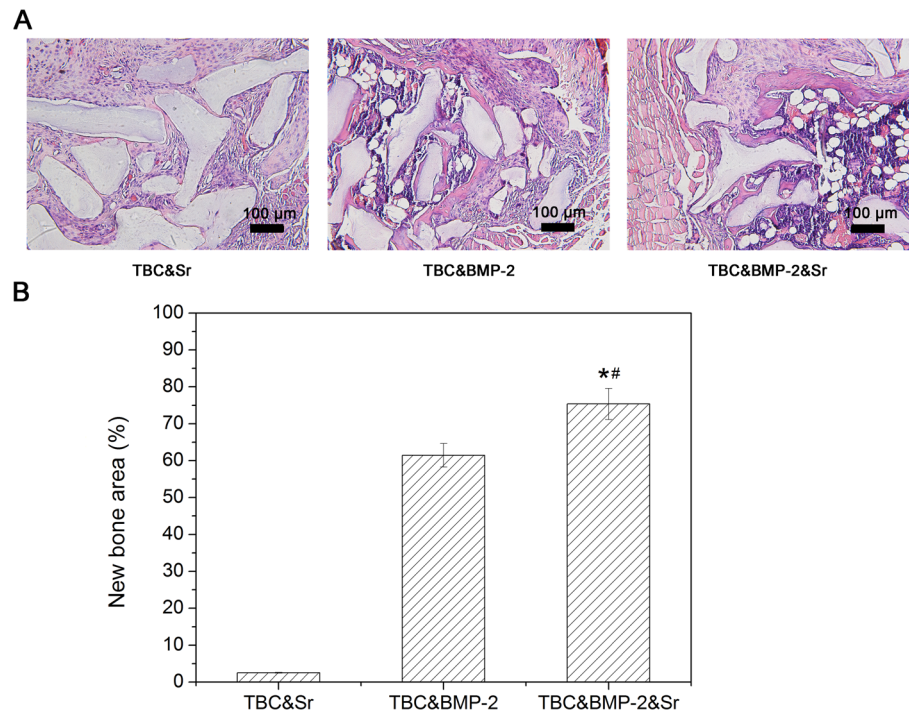 A
100 µm
100 µm
100 µm
TBC&Sr
TBC&BMP-2
TBC&BMP-2&Sr
B
100
90
80
70
60
50
40
30
20
10
0
New bone area (%)
*#
TBC&Sr
TBC&BMP-2
TBC&BMP-2&Sr